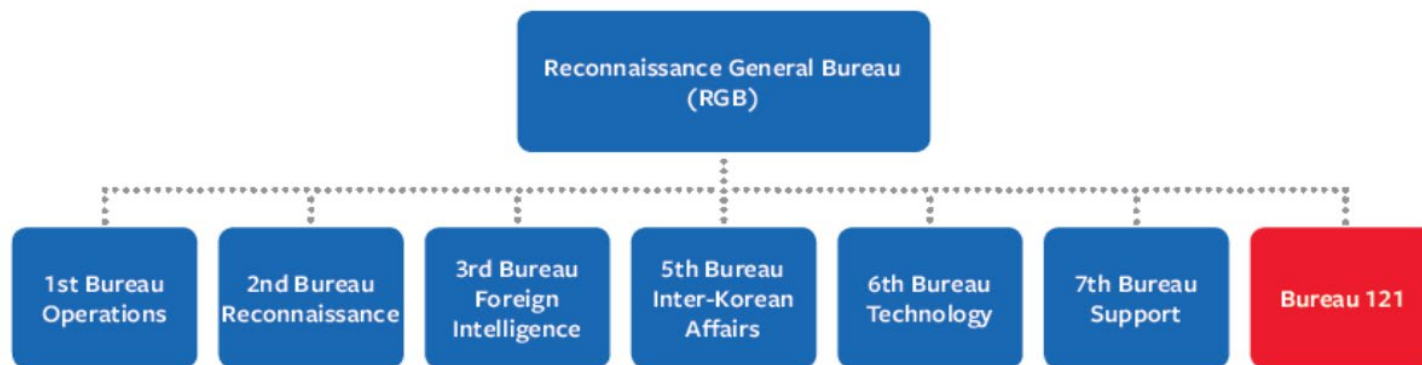 Reconnaissance General Bureau
(RGB)
1st Bureau
Operations
2nd Bureau
Reconnaissance
3rd Bureau
Foreign
Intelligence
5th Bureau
Inter-Korean
Affairs
6th Bureau
Technology
7th Bureau
Support
Bureau 121